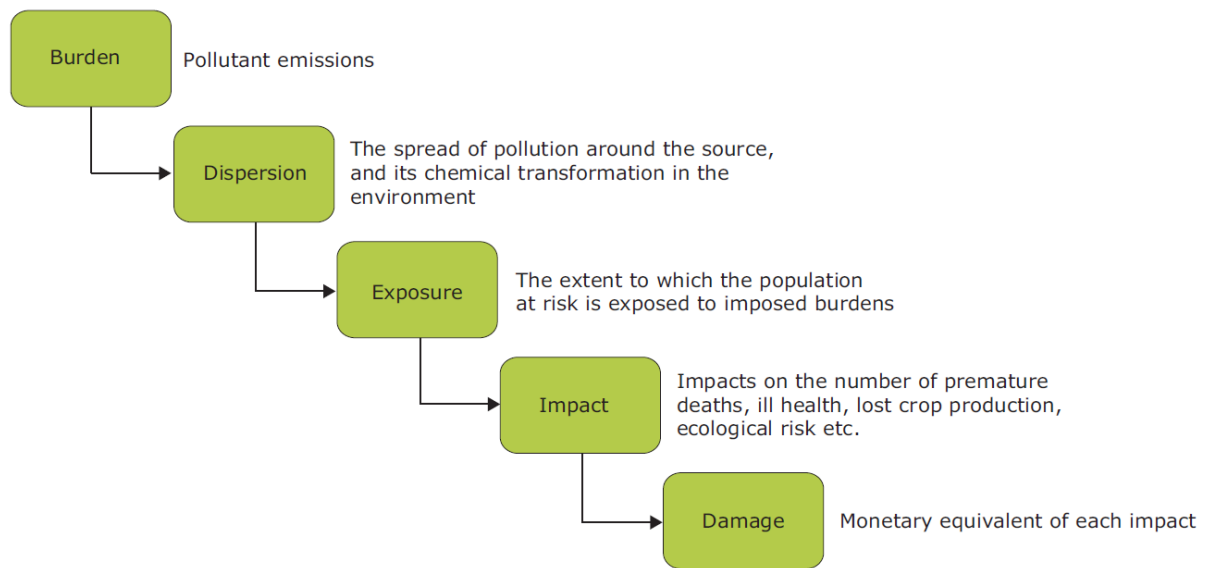 Burden
Pollutant emissions
Dispersion
The spread of pollution around the source,
and its chemical transformation in the
environment
Exposure
The extent to which the population
at risk is exposed to imposed burdens
Impact
Impacts on the number of premature
deaths, ill health, lost crop production,
ecological risk etc.
Damage
Monetary equivalent of each impact